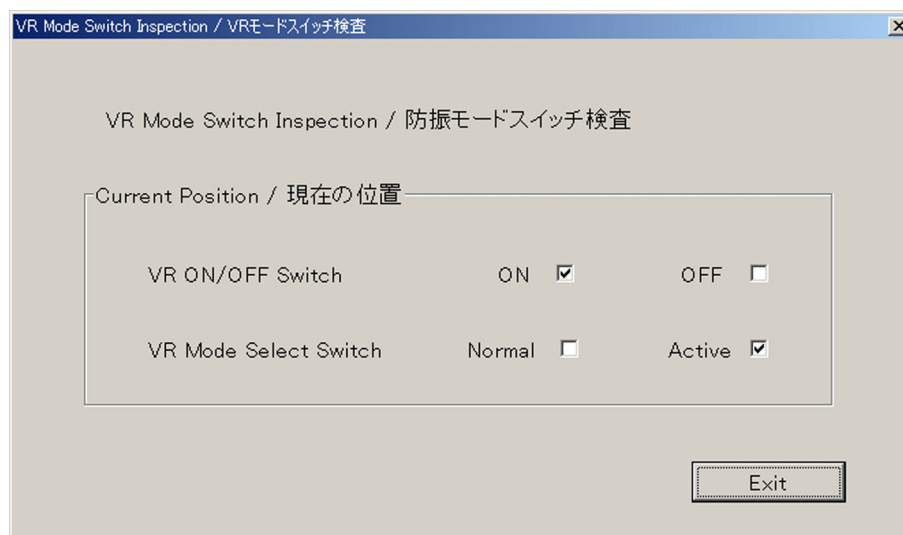 VR Mode Switch Inspection / VRモードスイッチ検査
VR Mode Switch Inspection / 防振モードスイッチ検査
Current Position / 現在の位置
VR ON/OFF Switch ON OFF
VR Mode Select Switch Normal Active
Exit